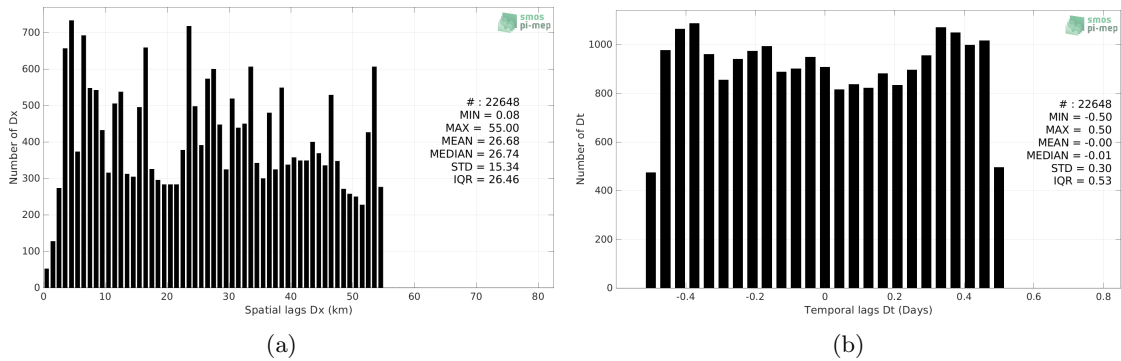 smos
pi-mep
700
600
500
400
300
200
100
0
Number of Dx
# : 22648
MIN = 0.08
MAX = 55.00
MEAN = 26.68
MEDIAN = 26.74
STD = 15.34
IQR = 26.46
0 10 20 30 40 50 60 70 80
Spatial lags Dx (km)
(a)
smos
pi-mep
1000
800
600
400
200
0
Number of Dt
# : 22648
MIN = -0.50
MAX = 0.50
MEAN = -0.00
MEDIAN = -0.01
STD = 0.30
IQR = 0.53
-0.4 -0.2 0 0.2 0.4 0.6 0.8
Temporal lags Dt (Days)
(b)